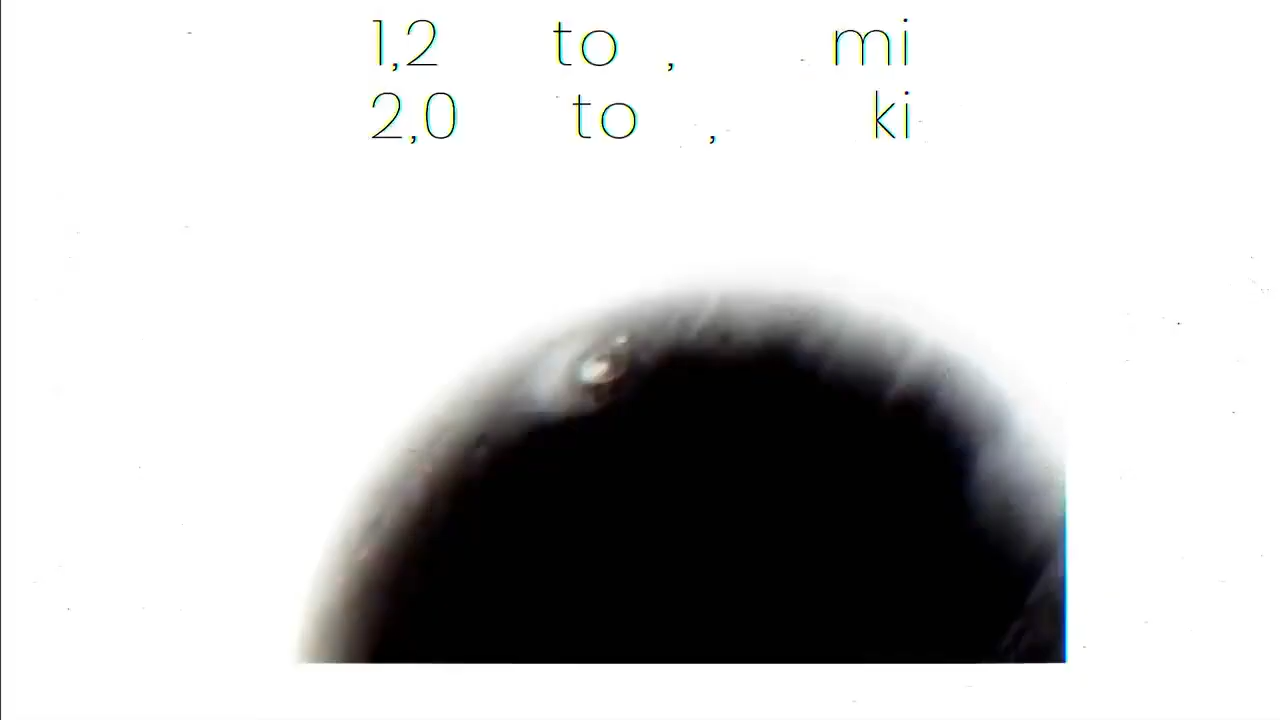 1,2 to , mi
2,0 to , ki